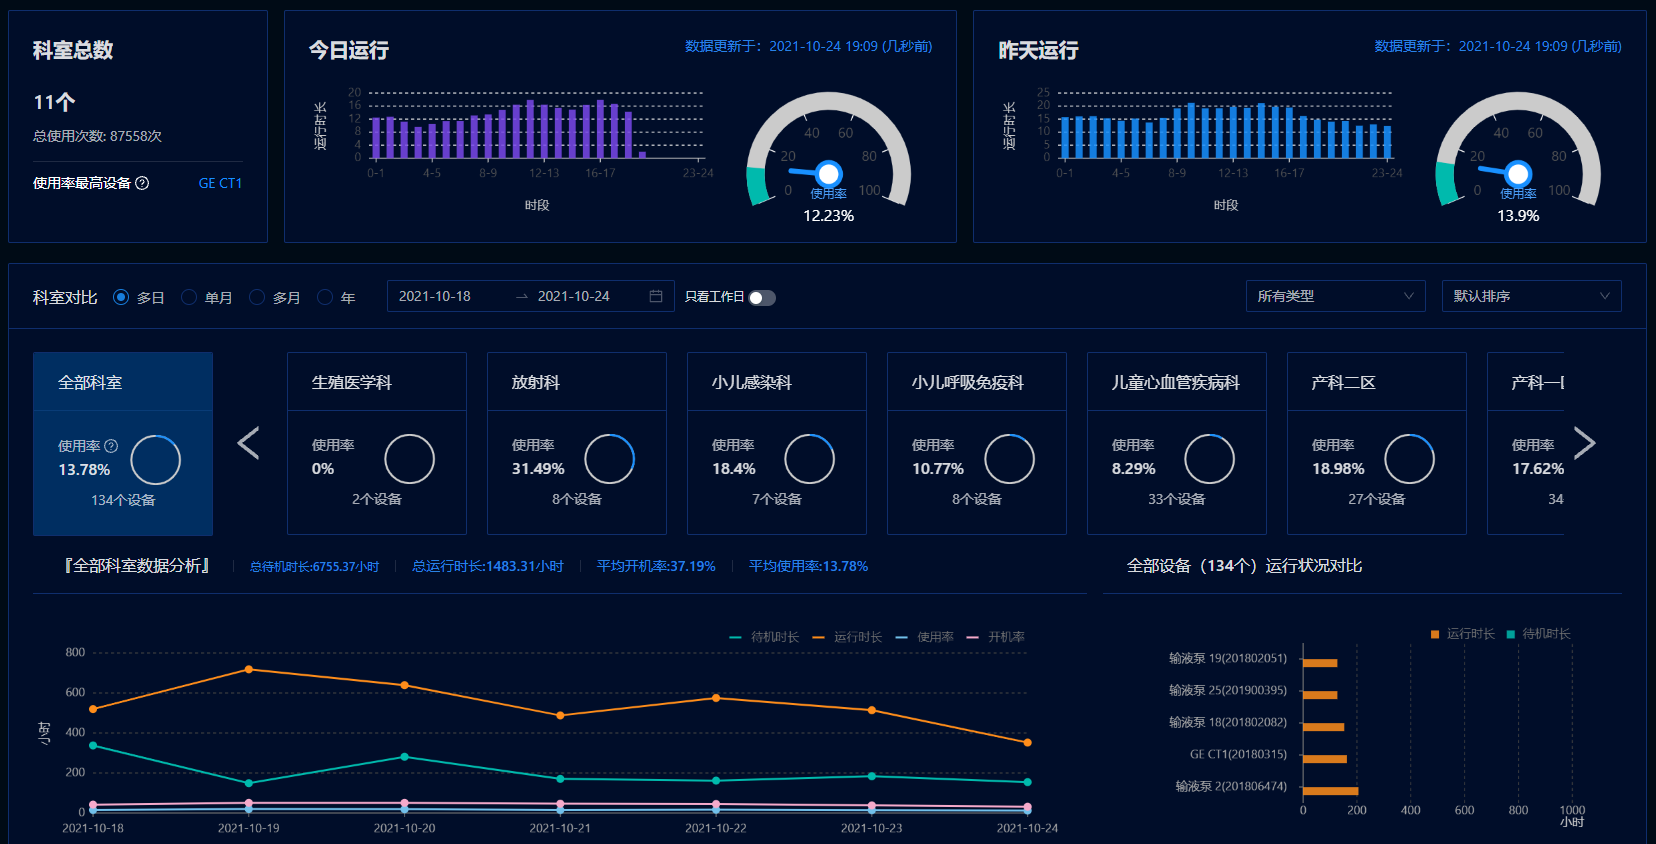 科室总数
11个
总使用次数: 87558次
使用率最高设备 GE CT1
今日运行 数据更新于：2021-10-24 19:09 (几秒前)
运行时长
20
16
12
8
4
0
0-1 4-5 8-9 12-13 16-17 23-24
时段
0 20 40 60 80 100
使用率
12.23%
昨天运行 数据更新于：2021-10-24 19:09 (几秒前)
运行时长
25
20
15
10
5
0
0-1 4-5 8-9 12-13 16-17 23-24
时段
0 20 40 60 80 100
使用率
13.9%
科室对比 多日 单月 多月 年 2021-10-18 → 2021-10-24 只看工作日 所有类型 默认排序
全部科室
使用率
13.78%
134个设备
生殖医学科
使用率
0%
2个设备
放射科
使用率
31.49%
8个设备
小儿感染科
使用率
18.4%
7个设备
小儿呼吸免疫科
使用率
10.77%
8个设备
儿童心血管疾病科
使用率
8.29%
33个设备
产科二区
使用率
18.98%
27个设备
产科一
使用率
17.62%
34
『全部科室数据分析』 总待机时长:6755.37小时 总运行时长:1483.31小时 平均开机率:37.19% 平均使用率:13.78%
待机时长 运行时长 使用率 开机率
小时
800
600
400
200
0
2021-10-18 2021-10-19 2021-10-20 2021-10-21 2021-10-22 2021-10-23 2021-10-24
全部设备（134个）运行状况对比
运行时长 待机时长
输液泵 19(201802051)
输液泵 25(201900395)
输液泵 18(201802082)
GE CT1(20180315)
输液泵 2(201806474)
0 200 400 600 800 1000
小时